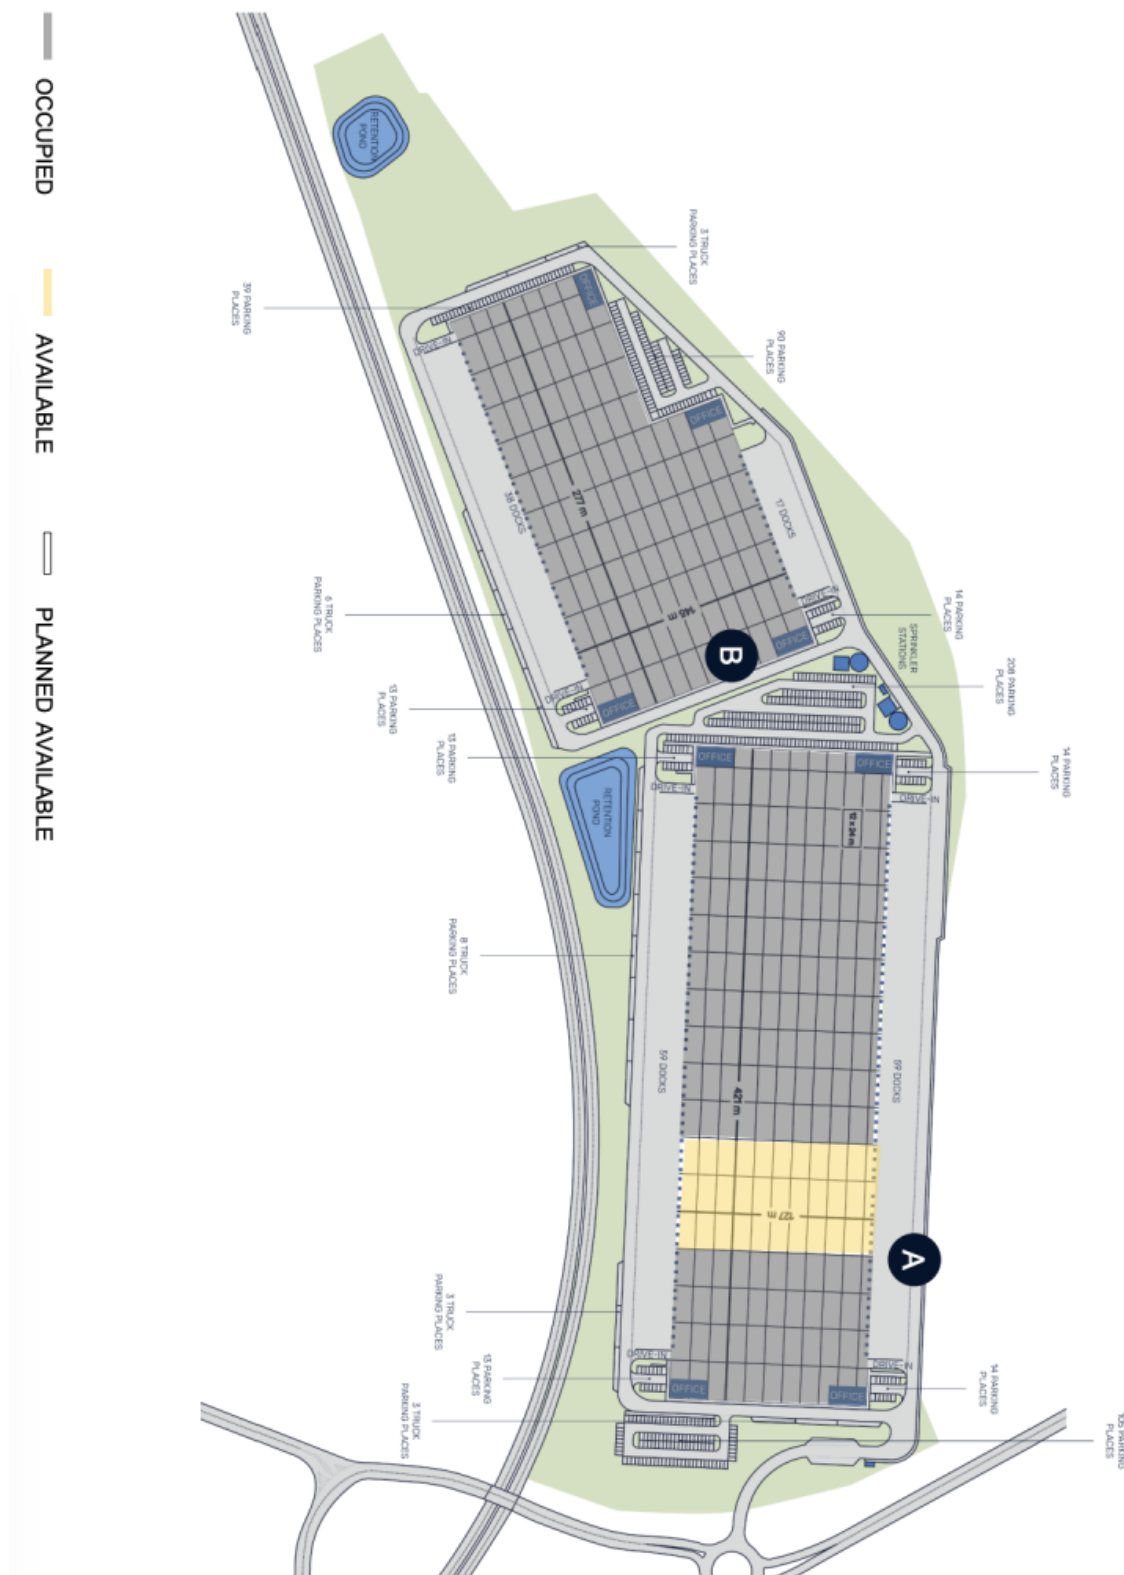 OCCUPIED
AVAILABLE
PLANNED AVAILABLE
RETENTION
POND
3 TRUCK
PARKING PLACES
39 PARKING
PLACES
OFFICE
90 PARKING
PLACES
DRIVE-IN
OFFICE
277 m
38 DOCKS
17 DOCKS
145 m
6 TRUCK
PARKING PLACES
14 PARKING
PLACES
DRIVE-IN
OFFICE
B
SPRINKLER
STATIONS
208 PARKING
PLACES
13 PARKING
PLACES
DRIVE-IN
OFFICE
13 PARKING
PLACES
OFFICE
OFFICE
14 PARKING
PLACES
DRIVE-IN
DRIVE-IN
RETENTION
POND
12 x 24 m
8 TRUCK
PARKING PLACES
59 DOCKS
421 m
59 DOCKS
127 m
A
3 TRUCK
PARKING PLACES
DRIVE-IN
DRIVE-IN
13 PARKING
PLACES
OFFICE
OFFICE
14 PARKING
PLACES
3 TRUCK
PARKING PLACES
105 PARKING
PLACES